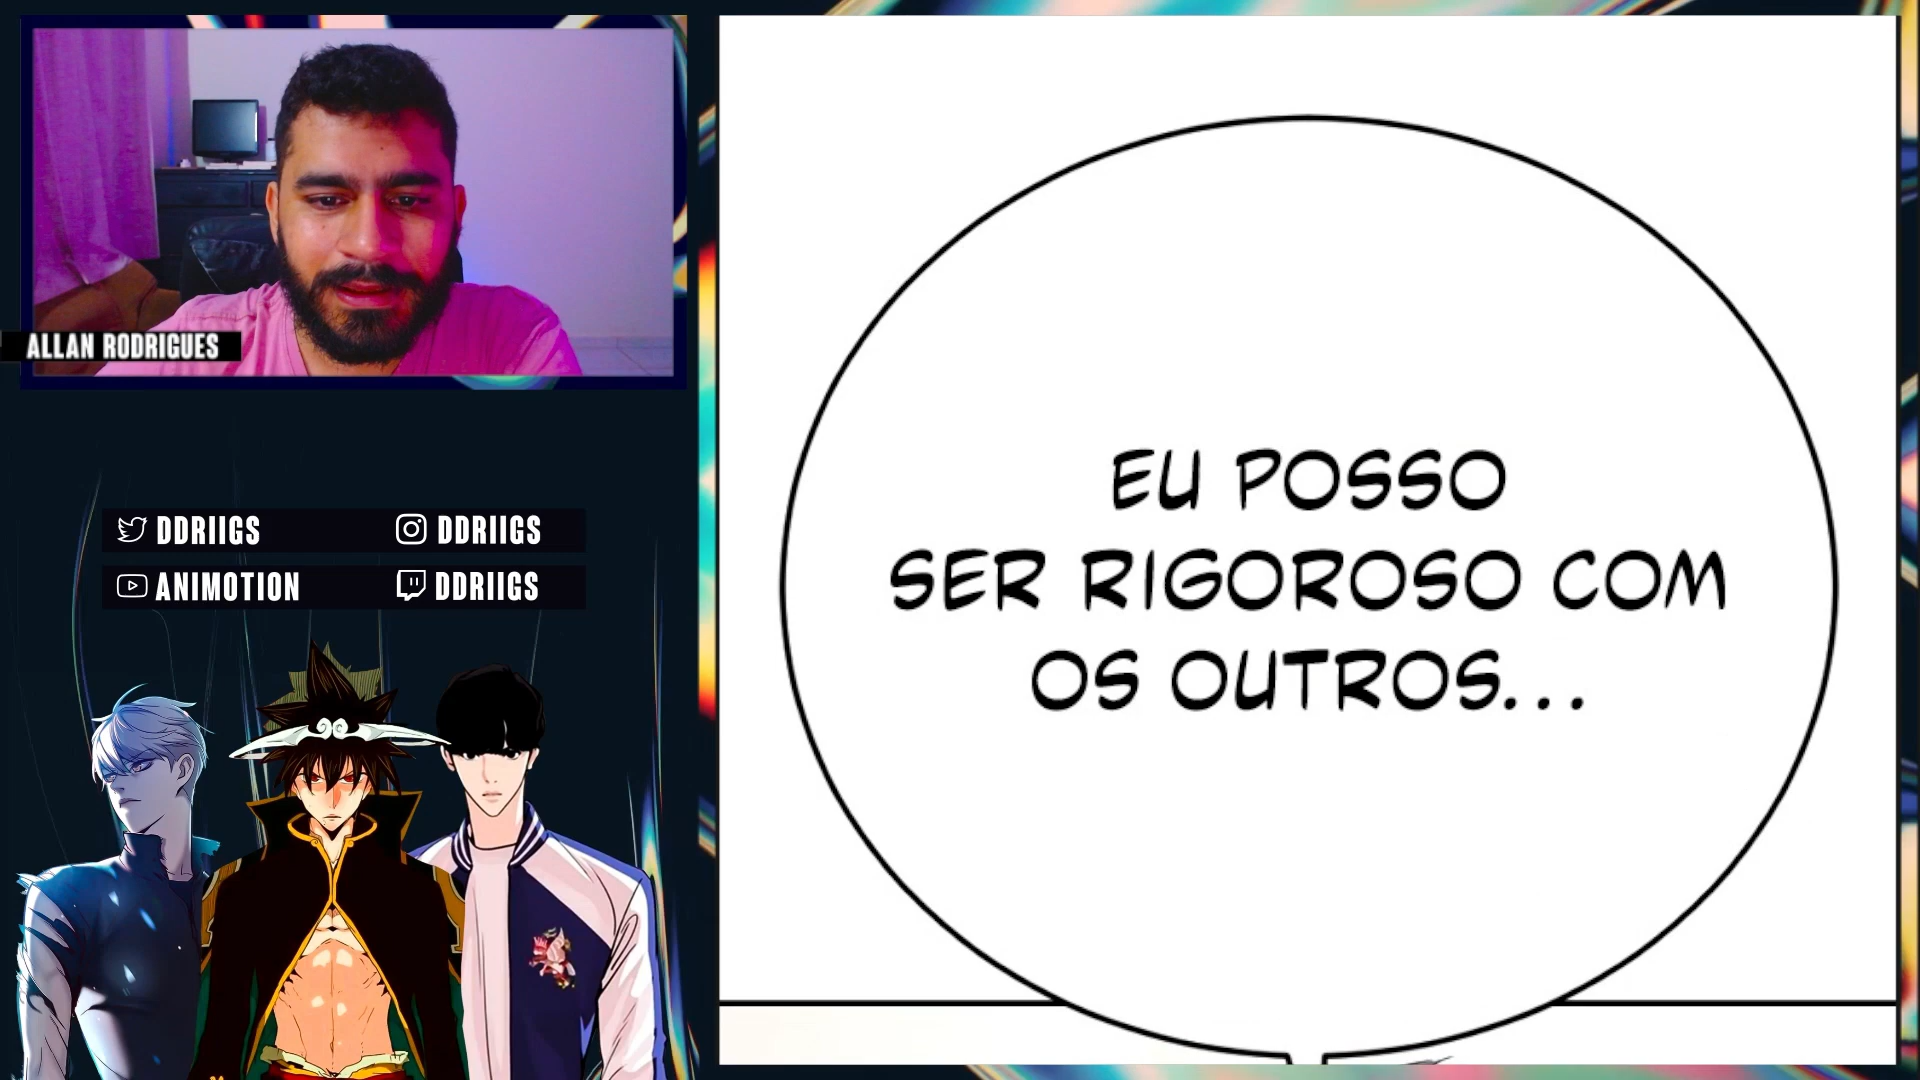 ALLAN RODRIGUES
DDRIIGS
DDRIIGS
ANIMOTION
DDRIIGS
EU POSSO
SER RIGOROSO COM
OS OUTROS...